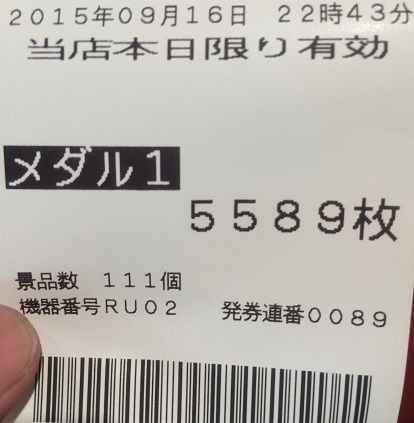 2015年09月16日 22時43分
当店本日限り有効
メダル1
5589枚
景品数 111個
機器番号RU02 発券連番0089